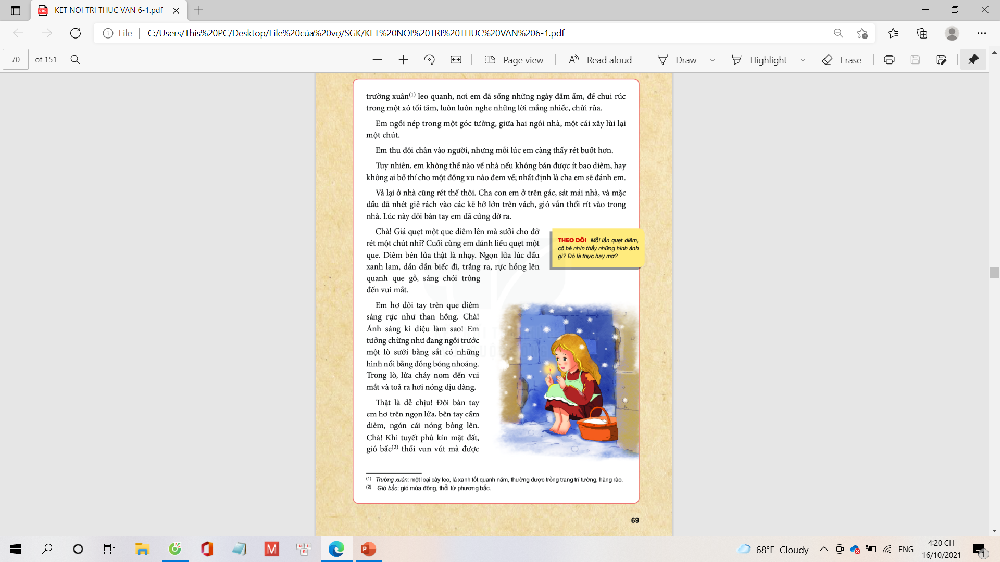 KET NOI TRI THUC VAN 6-1.pdf
File
C:/Users/This%20PC/Desktop/File%20của%20vợ/SGK/KET%20NOI%20TRI%20THUC%20VAN%206-1.pdf
70 of 151
Page view
Read aloud
Draw
Highlight
Erase
trường xuân(1) leo quanh, nơi em đã sống những ngày đầm ấm, để chui rúc
trong một xó tối tăm, luôn luôn nghe những lời mắng nhiếc, chửi rủa.
Em ngồi nép trong một góc tường, giữa hai ngôi nhà, một cái xây lùi lại
một chút.
Em thu đôi chân vào người, nhưng mỗi lúc em càng thấy rét buốt hơn.
Tuy nhiên, em không thể nào về nhà nếu không bán được ít bao diêm, hay
không ai bố thí cho một đồng xu nào đem về; nhất định là cha em sẽ đánh em.
Vả lại ở nhà cũng rét thế thôi. Cha con em ở trên gác, sát mái nhà, và mặc
dầu đã nhét giẻ rách vào các kẽ hở lớn trên vách, gió vẫn thổi rít vào trong
nhà. Lúc này đôi bàn tay em đã cứng đờ ra.
Chà! Giá quẹt một que diêm lên mà sưởi cho đỡ
rét một chút nhỉ? Cuối cùng em đánh liều quẹt một
que. Diêm bén lửa thật là nhạy. Ngọn lửa lúc đầu
xanh lam, dần dần biếc đi, trắng ra, rực hồng lên
quanh que gỗ, sáng chói trông
đến vui mắt.
THEO DÕI Mỗi lần quẹt diêm,
cô bé nhìn thấy những hình ảnh
gì? Đó là thực hay mơ?
Em hơ đôi tay trên que diêm
sáng rực như than hồng. Chà!
Ánh sáng kì diệu làm sao! Em
tưởng chừng như đang ngồi trước
một lò sưởi bằng sắt có những
hình nổi bằng đồng bóng nhoáng.
Trong lò, lửa cháy nom đến vui
mắt và toả ra hơi nóng dịu dàng.
Thật là dễ chịu! Đôi bàn tay
em hơ trên ngọn lửa, bên tay cầm
diêm, ngón cái nóng bỏng lên.
Chà! Khi tuyết phủ kín mặt đất,
gió bấc(2) thổi vun vút mà được
(1) Trường xuân: một loại cây leo, lá xanh tốt quanh năm, thường được trồng trang trí tường, hàng rào.
(2) Gió bấc: gió mùa đông, thổi từ phương bắc.
69
68°F Cloudy
ENG
4:20 CH
16/10/2021
1